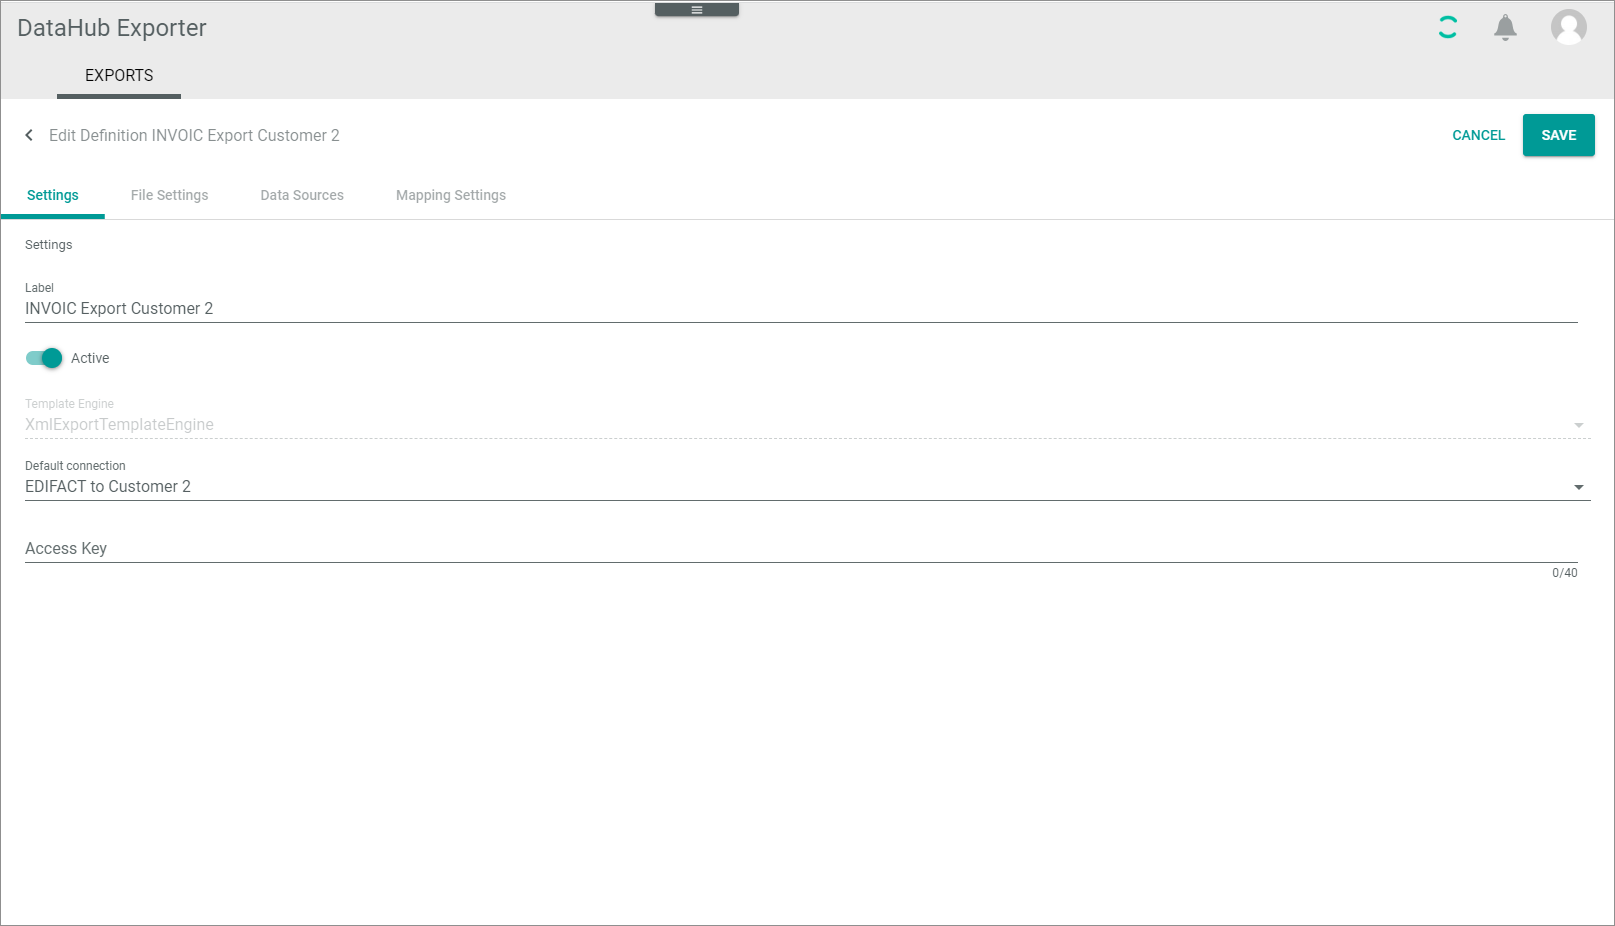 DataHub Exporter
EXPORTS
Edit Definition INVOIC Export Customer 2
CANCEL
SAVE
Settings
File Settings
Data Sources
Mapping Settings
Settings
Label
INVOIC Export Customer 2
Active
Template Engine
XmlExportTemplateEngine
Default connection
EDIFACT to Customer 2
Access Key
0/40